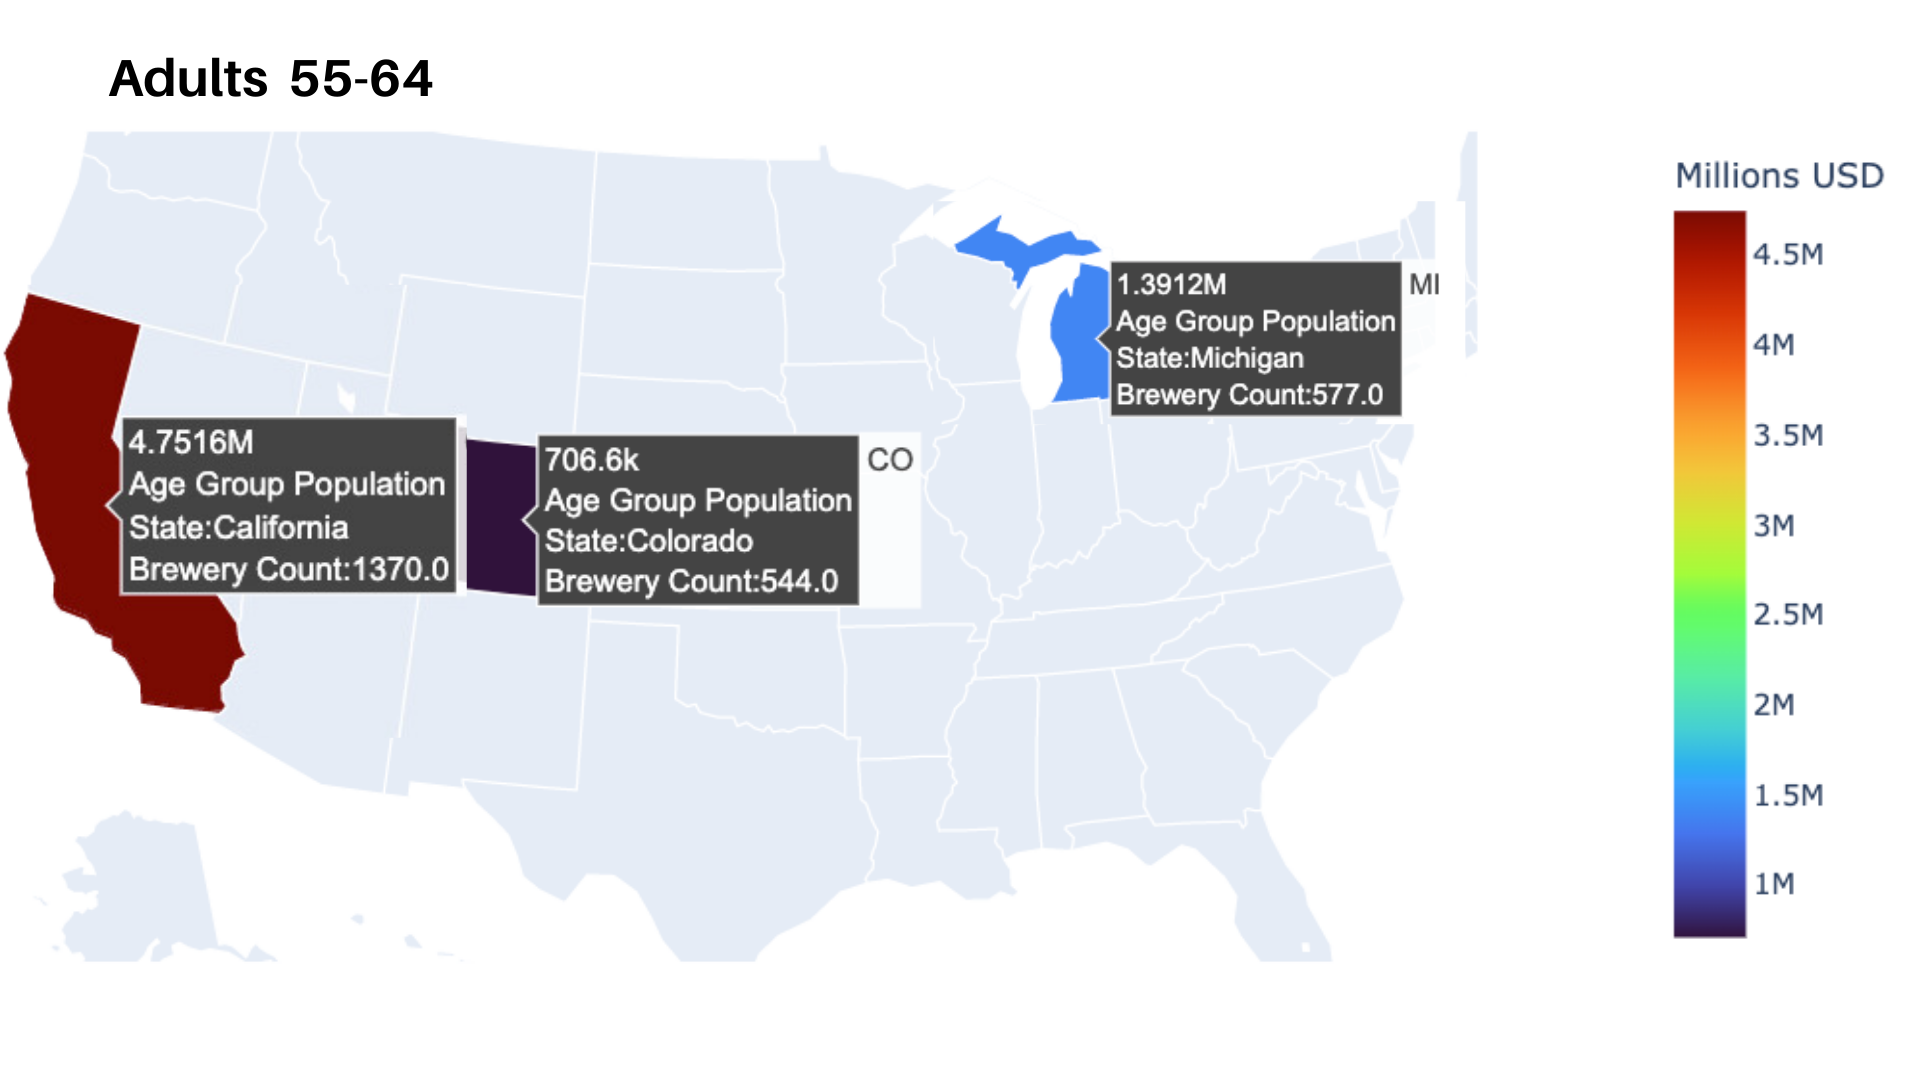 Adults 55-64
Millions USD
4.5M
4M
3.5M
3M
2.5M
2M
1.5M
1M
1.3912M
Age Group Population
State:Michigan
Brewery Count:577.0
MI
4.7516M
Age Group Population
State:California
Brewery Count:1370.0
706.6k
Age Group Population
State:Colorado
Brewery Count:544.0
CO